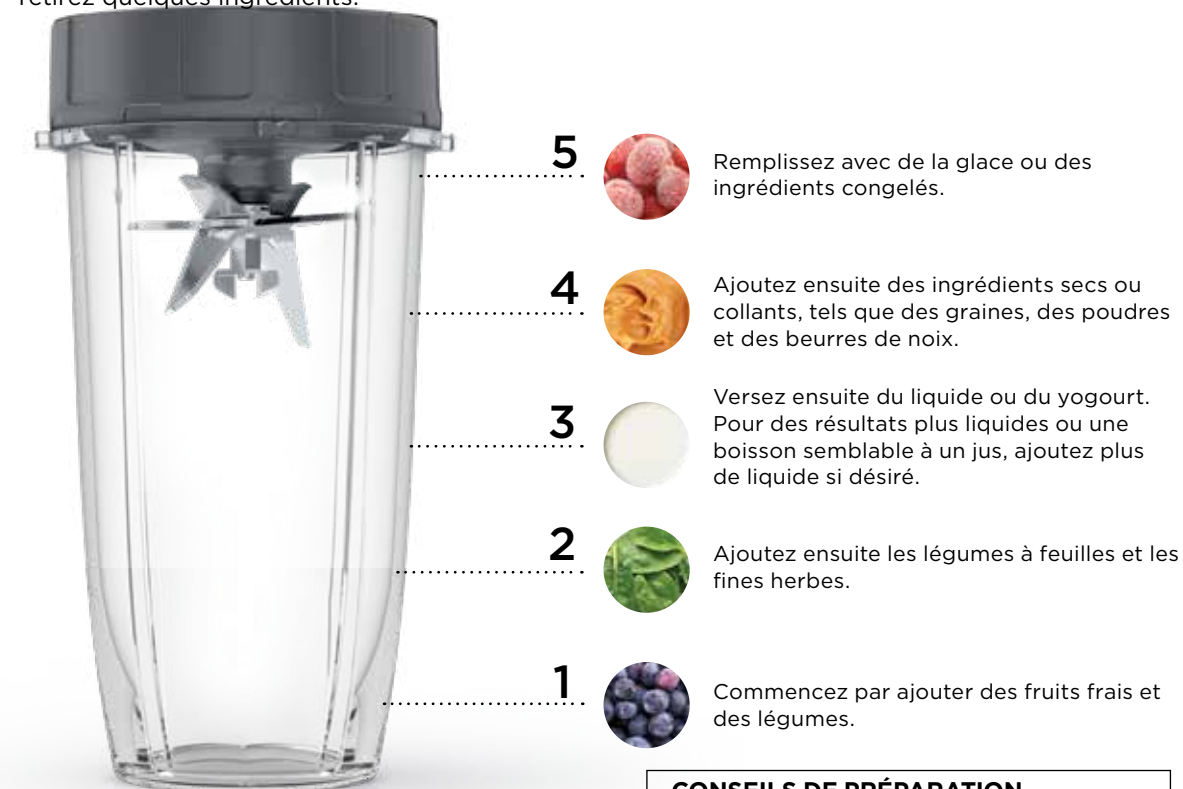 retirez quelques ingrédients.
5
Remplissez avec de la glace ou des
ingrédients congelés.
4
Ajoutez ensuite des ingrédients secs ou
collants, tels que des graines, des poudres
et des beurres de noix.
3
Versez ensuite du liquide ou du yogourt.
Pour des résultats plus liquides ou une
boisson semblable à un jus, ajoutez plus
de liquide si désiré.
2
Ajoutez ensuite les légumes à feuilles et les
fines herbes.
1
Commencez par ajouter des fruits frais et
des légumes.
CONSEILS DE PRÉPARATION